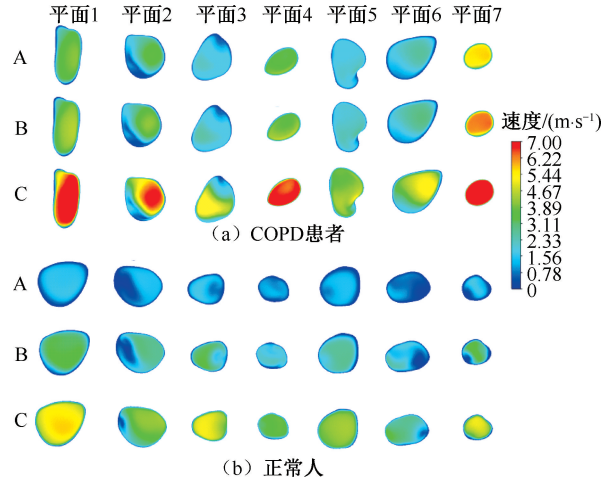 平面1 平面2 平面3 平面4 平面5 平面6 平面7
A
B
C
速度/(m·s⁻¹)
7.00
6.22
5.44
4.67
3.89
3.11
2.33
1.56
0.78
0
（a）COPD患者
A
B
C
（b）正常人